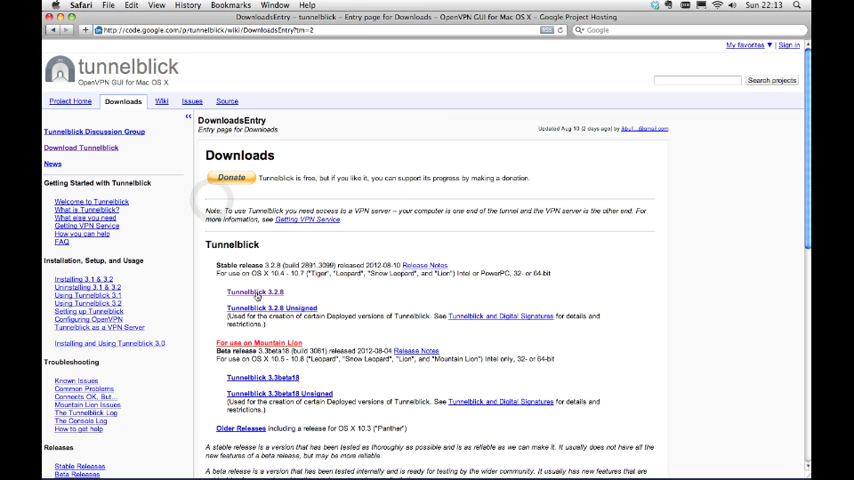 Safari File Edit View History Bookmarks Window Help Sun 22:13
DownloadsEntry - tunnelblick - Entry page for Downloads - OpenVPN GUI for Mac OS X - Google Project Hosting
http://code.google.com/p/tunnelblick/wiki/DownloadsEntry?tm=2
RSS
Google
My favorites ▼ | Sign in
tunnelblick
OpenVPN GUI for Mac OS X
Search projects
Project Home Downloads Wiki Issues Source
Tunnelblick Discussion Group
Download Tunnelblick
News
Getting Started with Tunnelblick
Welcome to Tunnelblick
What is Tunnelblick?
What else you need
Getting VPN Service
How you can help
FAQ
Installation, Setup, and Usage
Installing 3.1 & 3.2
Uninstalling 3.1 & 3.2
Using Tunnelblick 3.1
Using Tunnelblick 3.2
Setting up Tunnelblick
Configuring OpenVPN
Tunnelblick as a VPN Server
Installing and Using Tunnelblick 3.0
Troubleshooting
Known Issues
Common Problems
Connects OK, But...
Mountain Lion Issues
The Tunnelblick Log
The Console Log
How to get help
Releases
Stable Releases
Beta Releases
DownloadsEntry
Entry page for Downloads
Downloads
Donate Tunnelblick is free, but if you like it, you can support its progress by making a donation.
Note: To use Tunnelblick you need access to a VPN server – your computer is one end of the tunnel and the VPN server is the other end. For
more information, see Getting VPN Service.
Tunnelblick
Stable release 3.2.8 (build 2891.3099) released 2012-08-10 Release Notes
For use on OS X 10.4 - 10.7 ("Tiger", "Leopard", "Snow Leopard", and "Lion") Intel or PowerPC, 32- or 64-bit
Tunnelblick 3.2.8
Tunnelblick 3.2.8 Unsigned
(Used for the creation of certain Deployed versions of Tunnelblick. See Tunnelblick and Digital Signatures for details and
restrictions.)
For use on Mountain Lion
Beta release 3.3beta18 (build 3081) released 2012-08-04 Release Notes
For use on OS X 10.5 - 10.8 ("Leopard", "Snow Leopard", "Lion", and "Mountain Lion") Intel only, 32- or 64-bit
Tunnelblick 3.3beta18
Tunnelblick 3.3beta18 Unsigned
(Used for the creation of certain Deployed versions of Tunnelblick. See Tunnelblick and Digital Signatures for details and
restrictions.)
Older Releases including a release for OS X 10.3 ("Panther")
A stable release is a version that has been tested as thoroughly as possible and is as reliable as we can make it. It usually does not have all the
new features of a beta release, but may be more reliable.
A beta release is a version that has been tested internally and is ready for testing by the wider community. It usually has new features that are